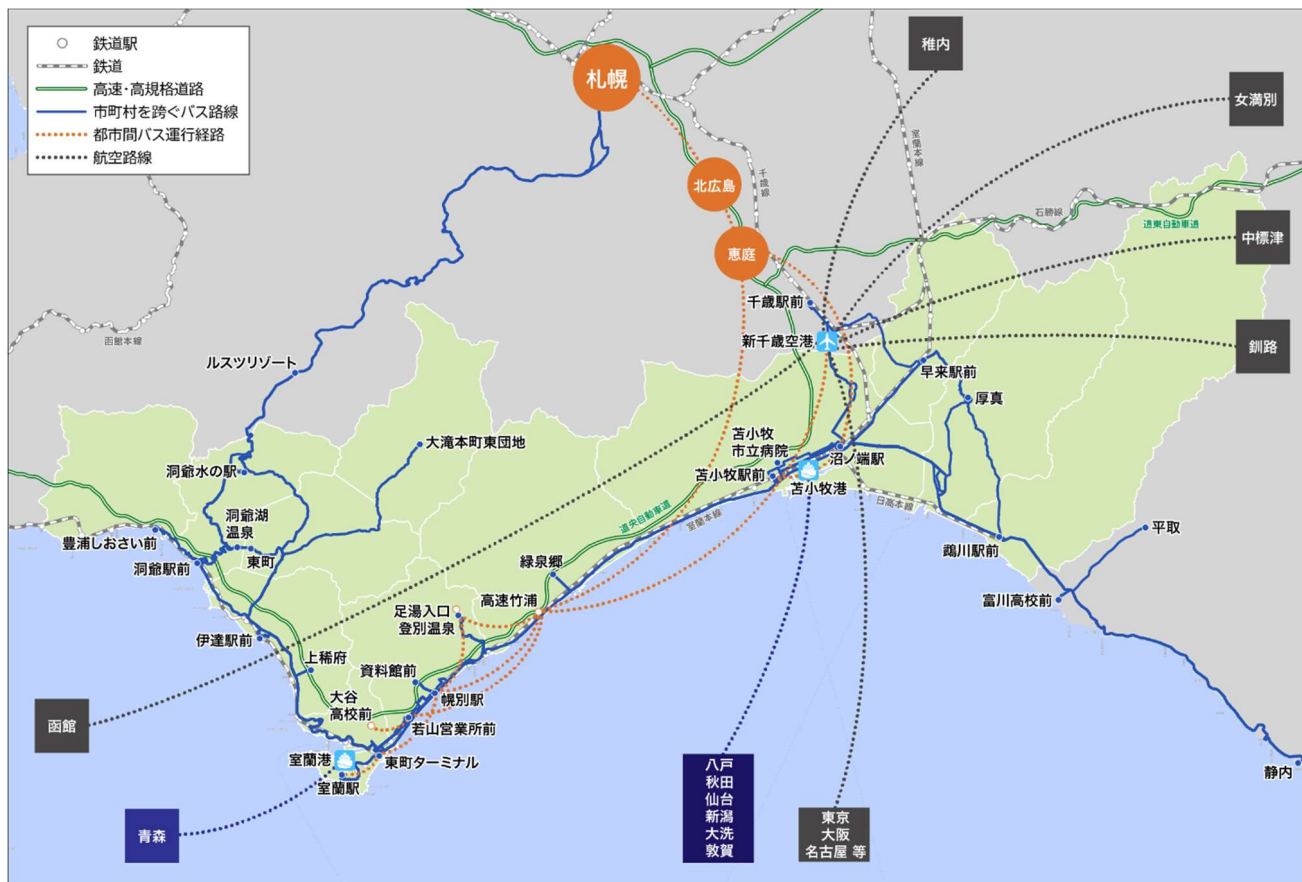 鉄道駅
鉄道
高速・高規格道路
市町村を跨ぐバス路線
都市間バス運行経路
航空路線
稚内
女満別
中標津
釧路
札幌
北広島
恵庭
千歳線
室蘭本線
石勝線
道東自動車道
函館本線
千歳駅前
新千歳空港
ルスツリゾート
早来駅前
厚真
大滝本町東団地
苫小牧
市立病院
沼ノ端駅
苫小牧駅前
苫小牧港
洞爺水の駅
洞爺湖
温泉
東町
豊浦しおさい前
洞爺駅前
道央自動車道
室蘭本線
日高本線
鵡川駅前
平取
富川高校前
緑泉郷
高速竹浦
足湯入口
登別温泉
伊達駅前
上稀府
資料館前
幌別駅
大谷
高校前
若山営業所前
東町ターミナル
室蘭港
室蘭駅
函館
青森
八戸
秋田
仙台
新潟
大洗
敦賀
東京
大阪
名古屋 等
静内